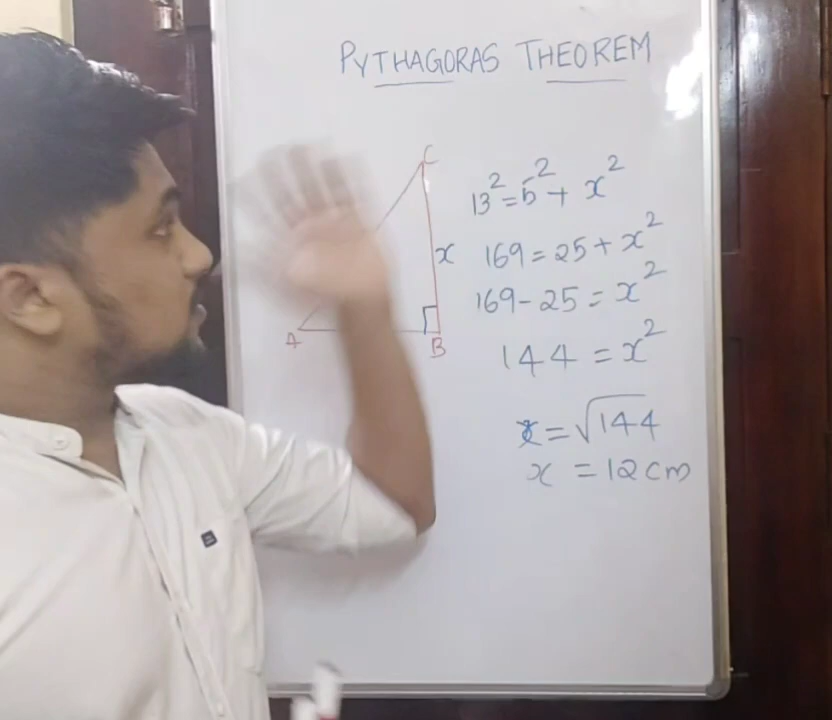 PYTHAGORAS THEOREM
C
13² = 5² + x²
x
169 = 25 + x²
169 - 25 = x²
A
B
144 = x²
x = √144
x = 12 cm